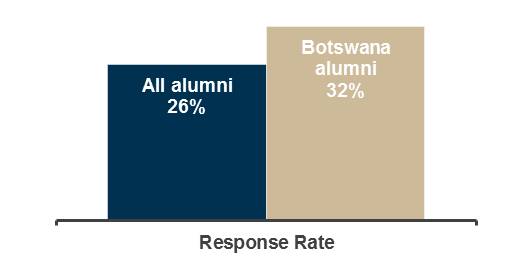 All alumni
26%
Botswana
alumni
32%
Response Rate